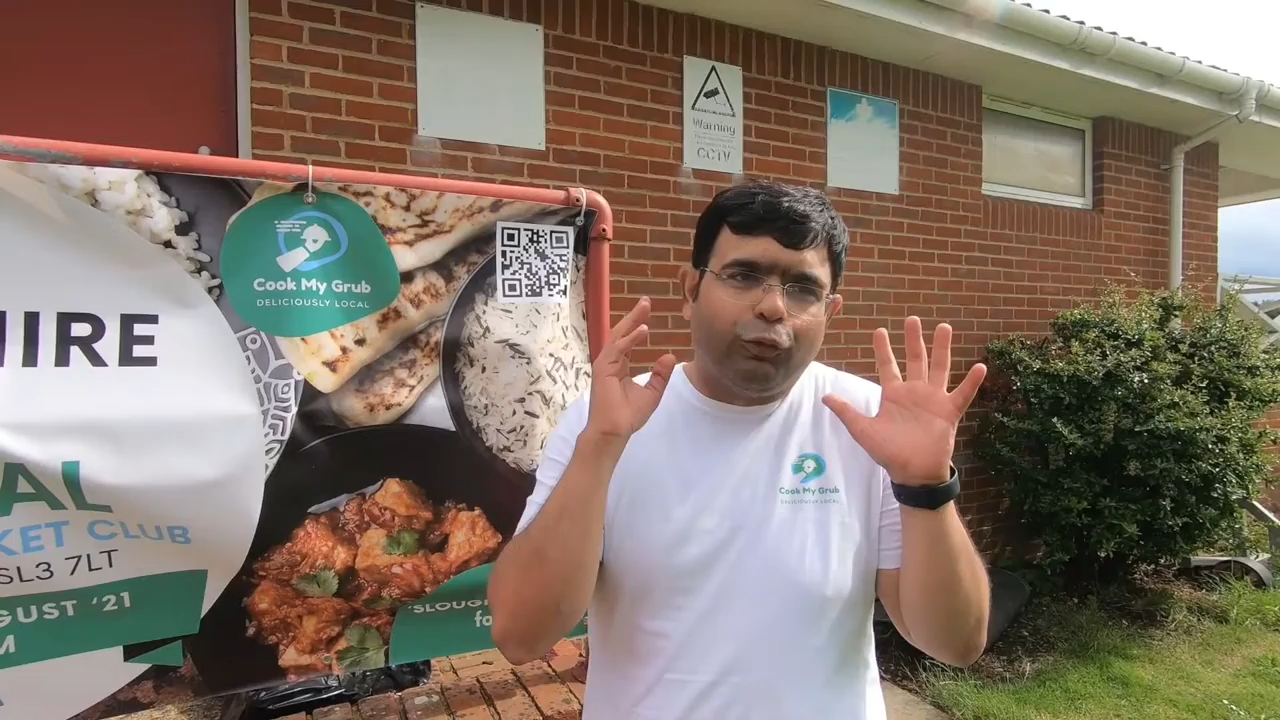 Warning
CCTV
Cook My Grub
DELICIOUSLY LOCAL
HIRE
AL
KET CLUB
SL3 7LT
GUST '21
M
'SLOUG
fo
Cook My Grub
DELICIOUSLY LOCAL